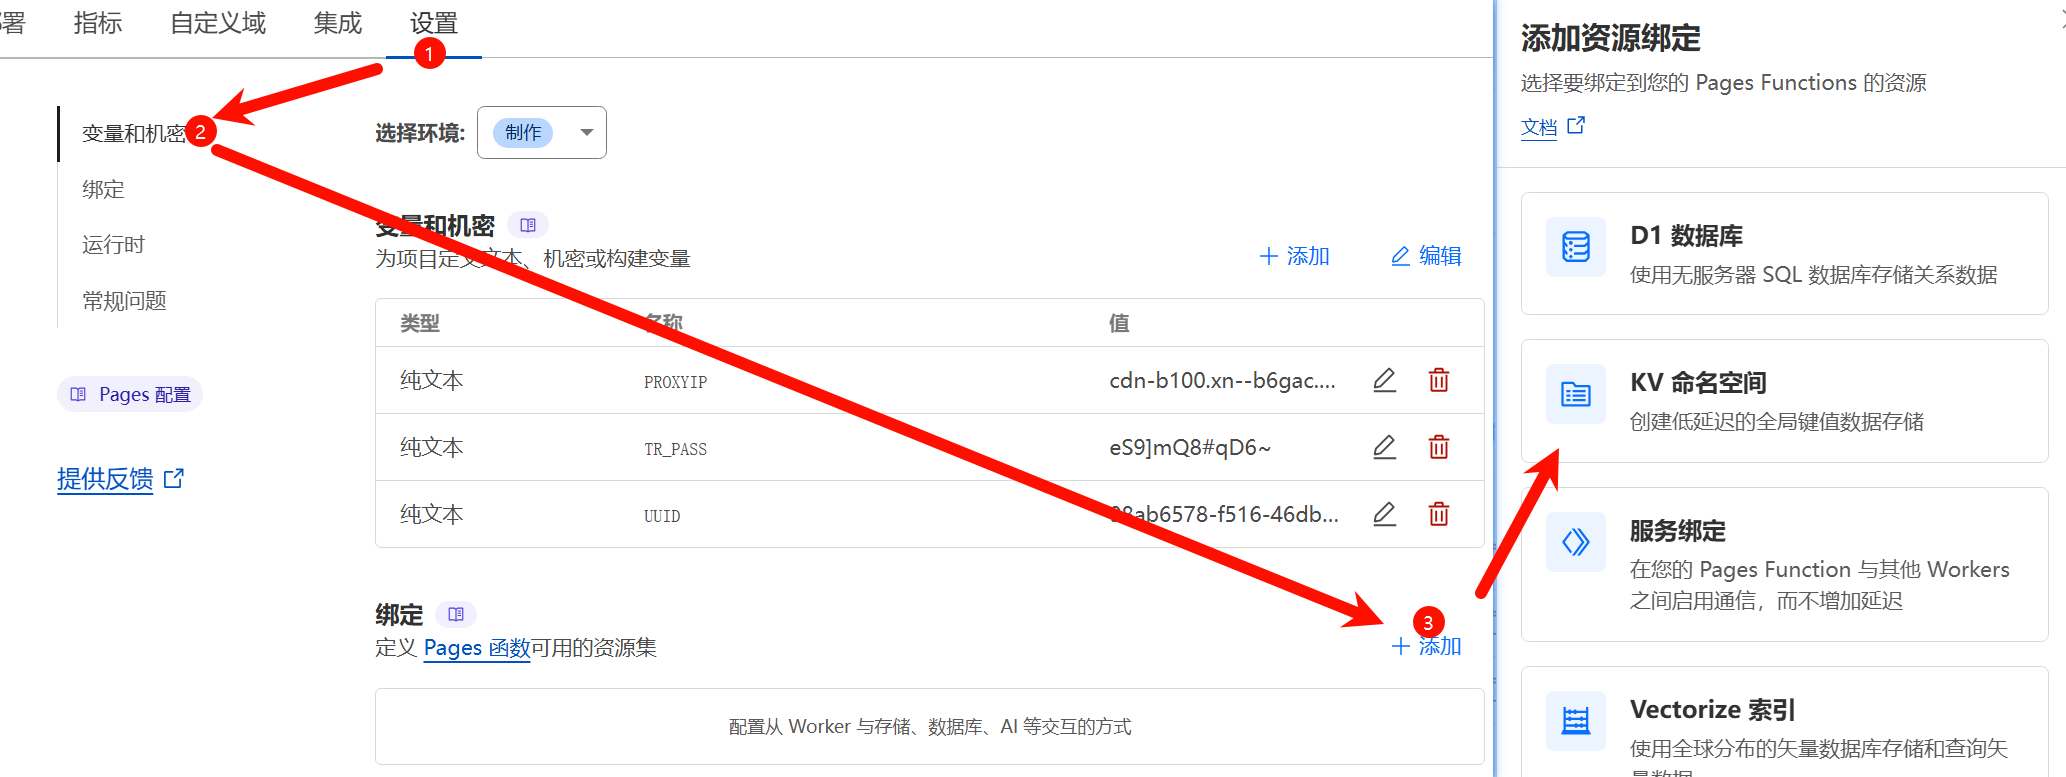 指标
自定义域
集成
设置
1
变量和机密
2
绑定
运行时
常规问题
Pages 配置
提供反馈
选择环境:
制作
变量和机密
为项目定义文本、机密或构建变量
添加
编辑
类型
名称
值
纯文本
PROXYIP
cdn-b100.xn--b6gac....
纯文本
TR_PASS
eS9]mQ8#qD6~
纯文本
UUID
8ab6578-f516-46db...
绑定
定义 Pages 函数可用的资源集
3
添加
配置从 Worker 与存储、数据库、AI 等交互的方式
添加资源绑定
选择要绑定到您的 Pages Functions 的资源
文档
D1 数据库
使用无服务器 SQL 数据库存储关系数据
KV 命名空间
创建低延迟的全局键值数据存储
服务绑定
在您的 Pages Function 与其他 Workers
之间启用通信，而不增加延迟
Vectorize 索引
使用全球分布的矢量数据库存储和查询矢